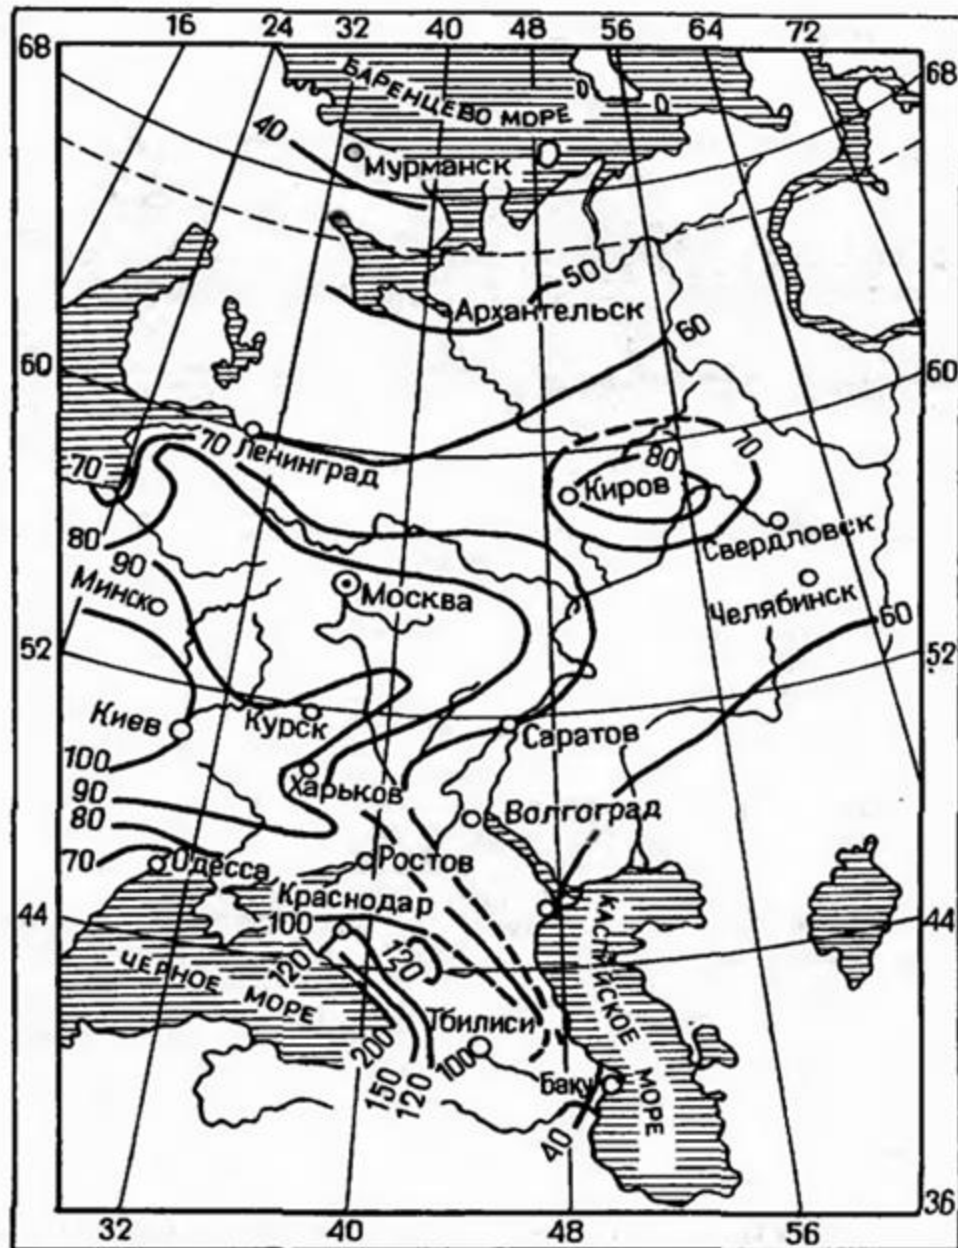 16 24 32 40 48 56 64 72
68 68
БАРЕНЦЕВО МОРЕ
40
Мурманск
50
Архантельск
60
60 60
70 Ленинград
70
80
70
Киров
80
Свердловск
90
Минск
Москва
Челябинск
60
52 52
Киев
Курск
Саратов
100
Харьков
90
Волгоград
80
70
Одесса
Ростов
Краснодар
44 44
100
120
120
ЧЕРНОЕ МОРЕ
КАСПИЙСКОЕ МОРЕ
Тбилиси
200
100
150
120
Баку
40
36
32 40 48 56